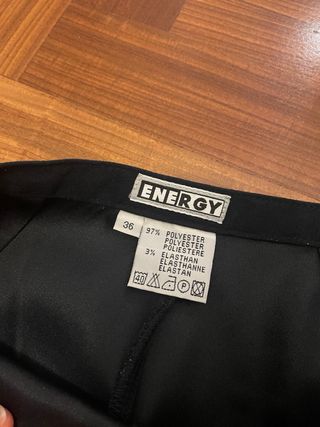 ENERGY
36
97% POLYESTER
POLYESTER
POLIESTERE
3% ELASTHAN
ELASTHANNE
ELASTAN
40
P